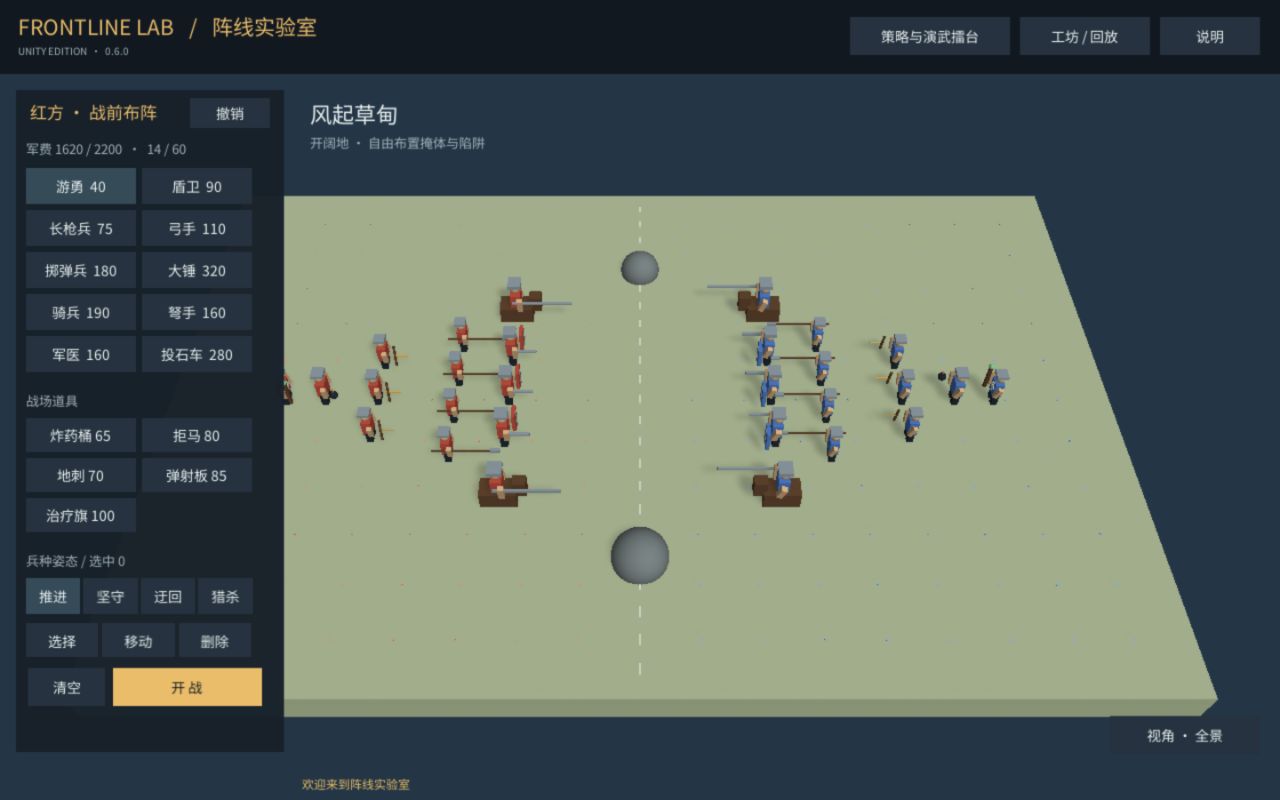 FRONTLINE LAB / 阵线实验室
UNITY EDITION · 0.6.0
策略与演武擂台
工坊 / 回放
说明
红方 · 战前布阵
撤销
军费 1620 / 2200 · 14 / 60
游勇 40
盾卫 90
长枪兵 75
弓手 110
掷弹兵 180
大锤 320
骑兵 190
弩手 160
军医 160
投石车 280
战场道具
炸药桶 65
拒马 80
地刺 70
弹射板 85
治疗旗 100
兵种姿态 / 选中 0
推进
坚守
迂回
猎杀
选择
移动
删除
清空
开 战
风起草甸
开阔地 · 自由布置掩体与陷阱
视角 · 全景
欢迎来到阵线实验室